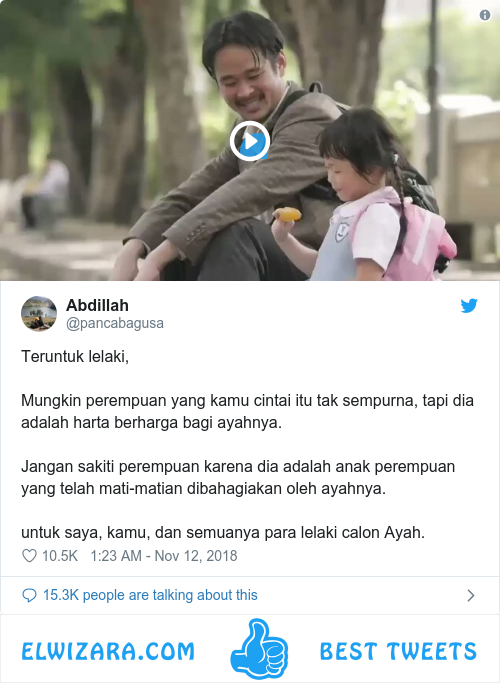 Abdillah
@pancabagusa
Teruntuk lelaki,
Mungkin perempuan yang kamu cintai itu tak sempurna, tapi dia
adalah harta berharga bagi ayahnya.
Jangan sakiti perempuan karena dia adalah anak perempuan
yang telah mati-matian dibahagiakan oleh ayahnya.
untuk saya, kamu, dan semuanya para lelaki calon Ayah.
10.5K 1:23 AM - Nov 12, 2018
15.3K people are talking about this
ELWIZARA.COM BEST TWEETS